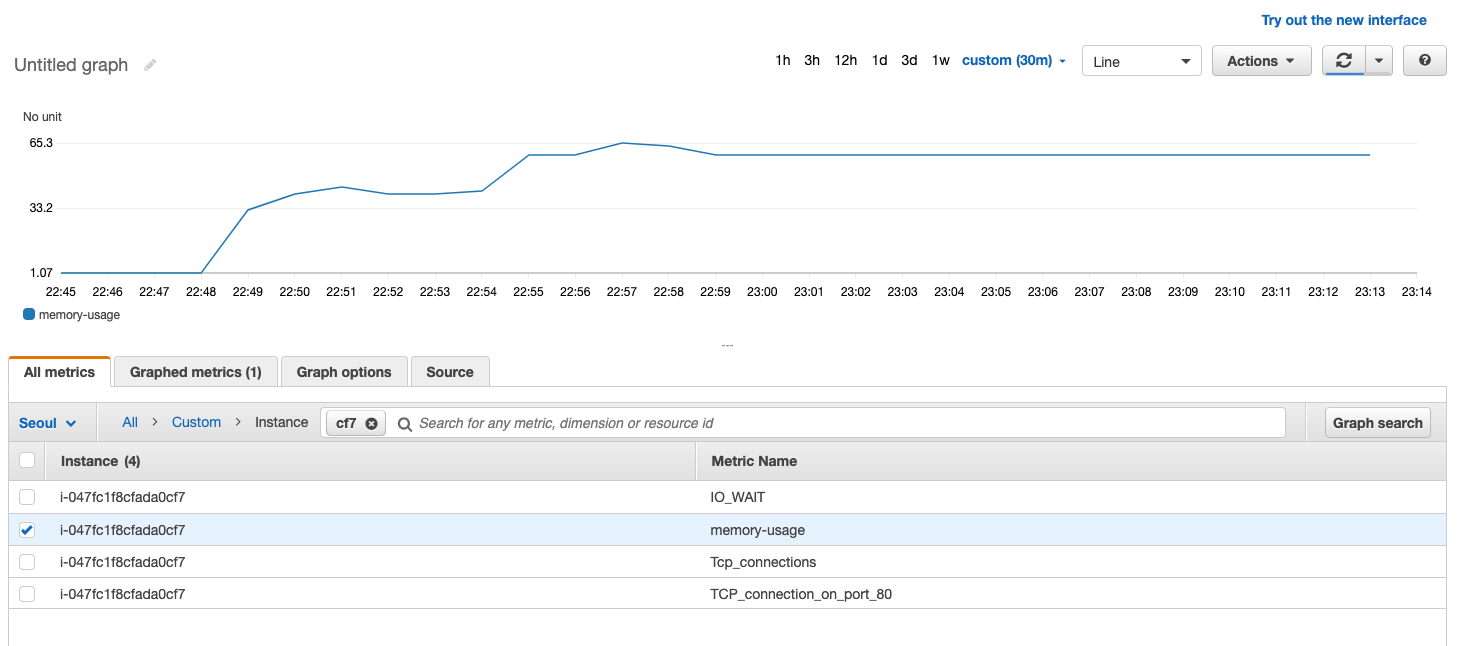 Try out the new interface
Untitled graph
1h 3h 12h 1d 3d 1w custom (30m) Line Actions
No unit
65.3
33.2
1.07
22:45 22:46 22:47 22:48 22:49 22:50 22:51 22:52 22:53 22:54 22:55 22:56 22:57 22:58 22:59 23:00 23:01 23:02 23:03 23:04 23:05 23:06 23:07 23:08 23:09 23:10 23:11 23:12 23:13 23:14
memory-usage
All metrics Graphed metrics (1) Graph options Source
Seoul All > Custom > Instance cf7 Search for any metric, dimension or resource id Graph search
Instance (4) Metric Name
i-047fc1f8cfada0cf7 IO_WAIT
i-047fc1f8cfada0cf7 memory-usage
i-047fc1f8cfada0cf7 Tcp_connections
i-047fc1f8cfada0cf7 TCP_connection_on_port_80